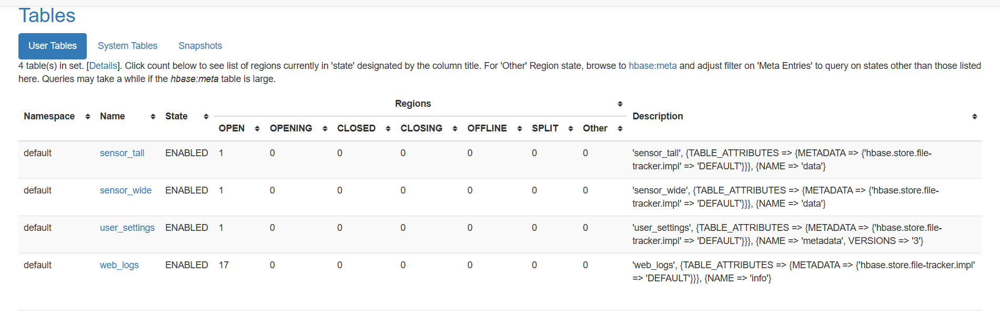 Tables
User Tables System Tables Snapshots
4 table(s) in set. [Details]. Click count below to see list of regions currently in 'state' designated by the column title. For 'Other' Region state, browse to hbase:meta and adjust filter on 'Meta Entries' to query on states other than those listed
here. Queries may take a while if the hbase:meta table is large.
Regions
Namespace Name State Description
OPEN OPENING CLOSED CLOSING OFFLINE SPLIT Other
default sensor_tall ENABLED 1 0 0 0 0 0 0 'sensor_tall', {TABLE_ATTRIBUTES => {METADATA => {'hbase.store.file-
tracker.impl' => 'DEFAULT'}}}, {NAME => 'data'}
default sensor_wide ENABLED 1 0 0 0 0 0 0 'sensor_wide', {TABLE_ATTRIBUTES => {METADATA => {'hbase.store.file-
tracker.impl' => 'DEFAULT'}}}, {NAME => 'data'}
default user_settings ENABLED 1 0 0 0 0 0 0 'user_settings', {TABLE_ATTRIBUTES => {METADATA => {'hbase.store.file-
tracker.impl' => 'DEFAULT'}}}, {NAME => 'metadata', VERSIONS => '3'}
default web_logs ENABLED 17 0 0 0 0 0 0 'web_logs', {TABLE_ATTRIBUTES => {METADATA => {'hbase.store.file-tracker.impl'
=> 'DEFAULT'}}}, {NAME => 'info'}